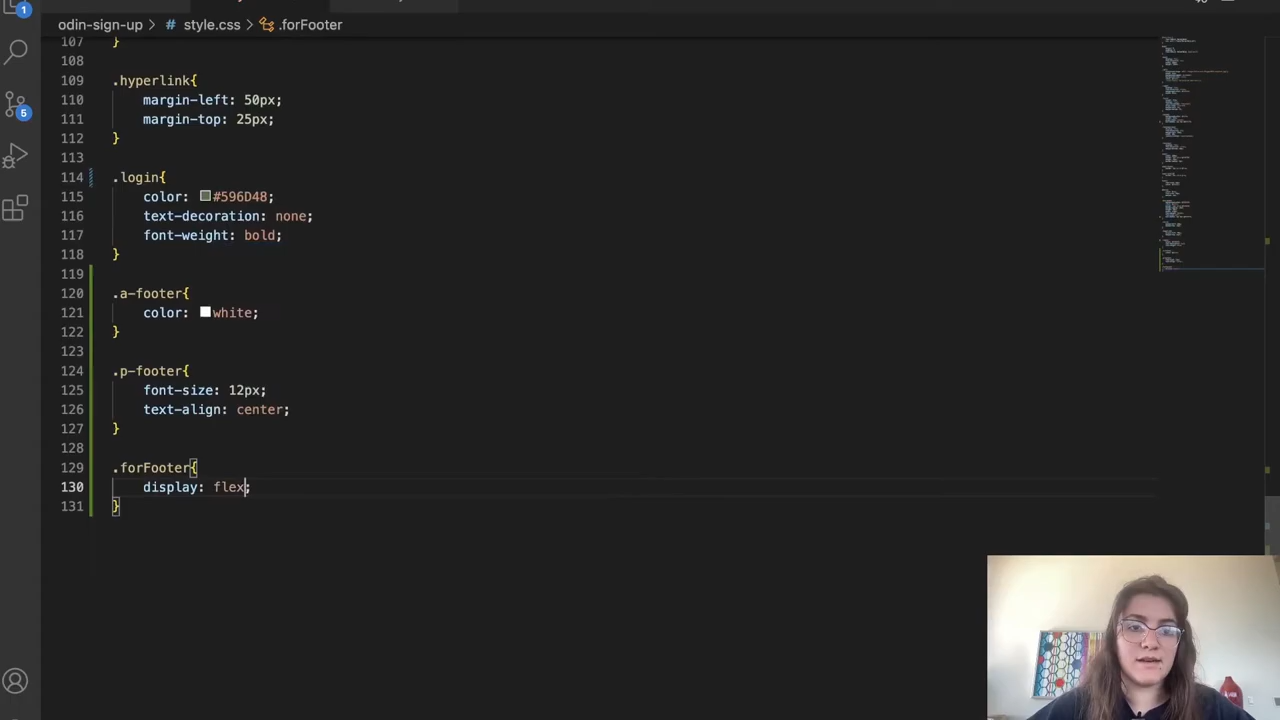 1
odin-sign-up > # style.css > .forFooter
107 }
108
109 .hyperlink{
110 margin-left: 50px;
111 margin-top: 25px;
112 }
113
114 .login{
115 color: #596D48;
116 text-decoration: none;
117 font-weight: bold;
118 }
119
120 .a-footer{
121 color: white;
122 }
123
124 .p-footer{
125 font-size: 12px;
126 text-align: center;
127 }
128
129 .forFooter{
130 display: flex;
131 }
5